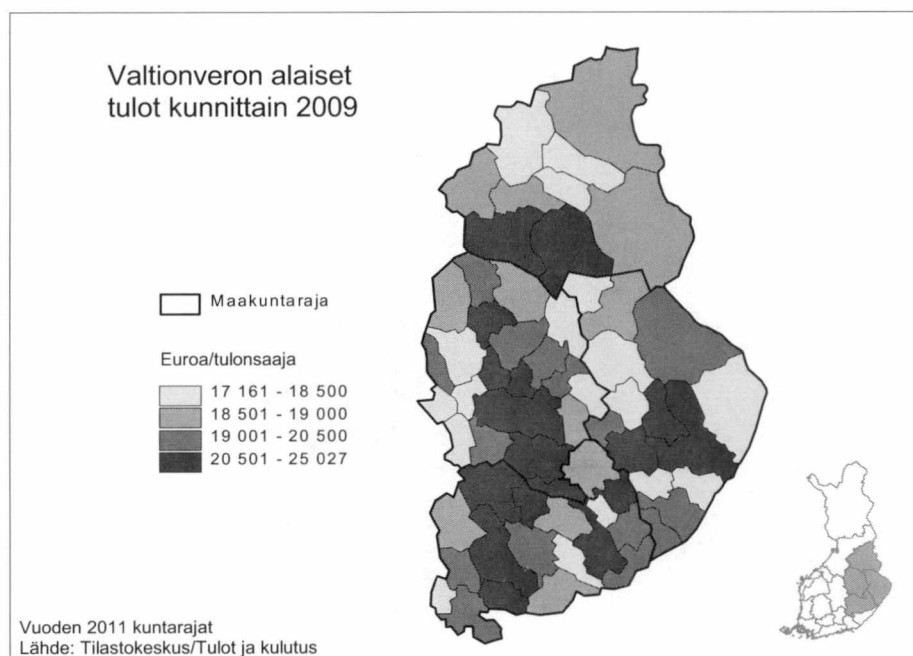 Valtionveron alaiset
tulot kunnittain 2009
Maakuntaraja
Euroa/tulonsaaja
17 161 - 18 500
18 501 - 19 000
19 001 - 20 500
20 501 - 25 027
Vuoden 2011 kuntarajat
Lähde: Tilastokeskus/Tulot ja kulutus